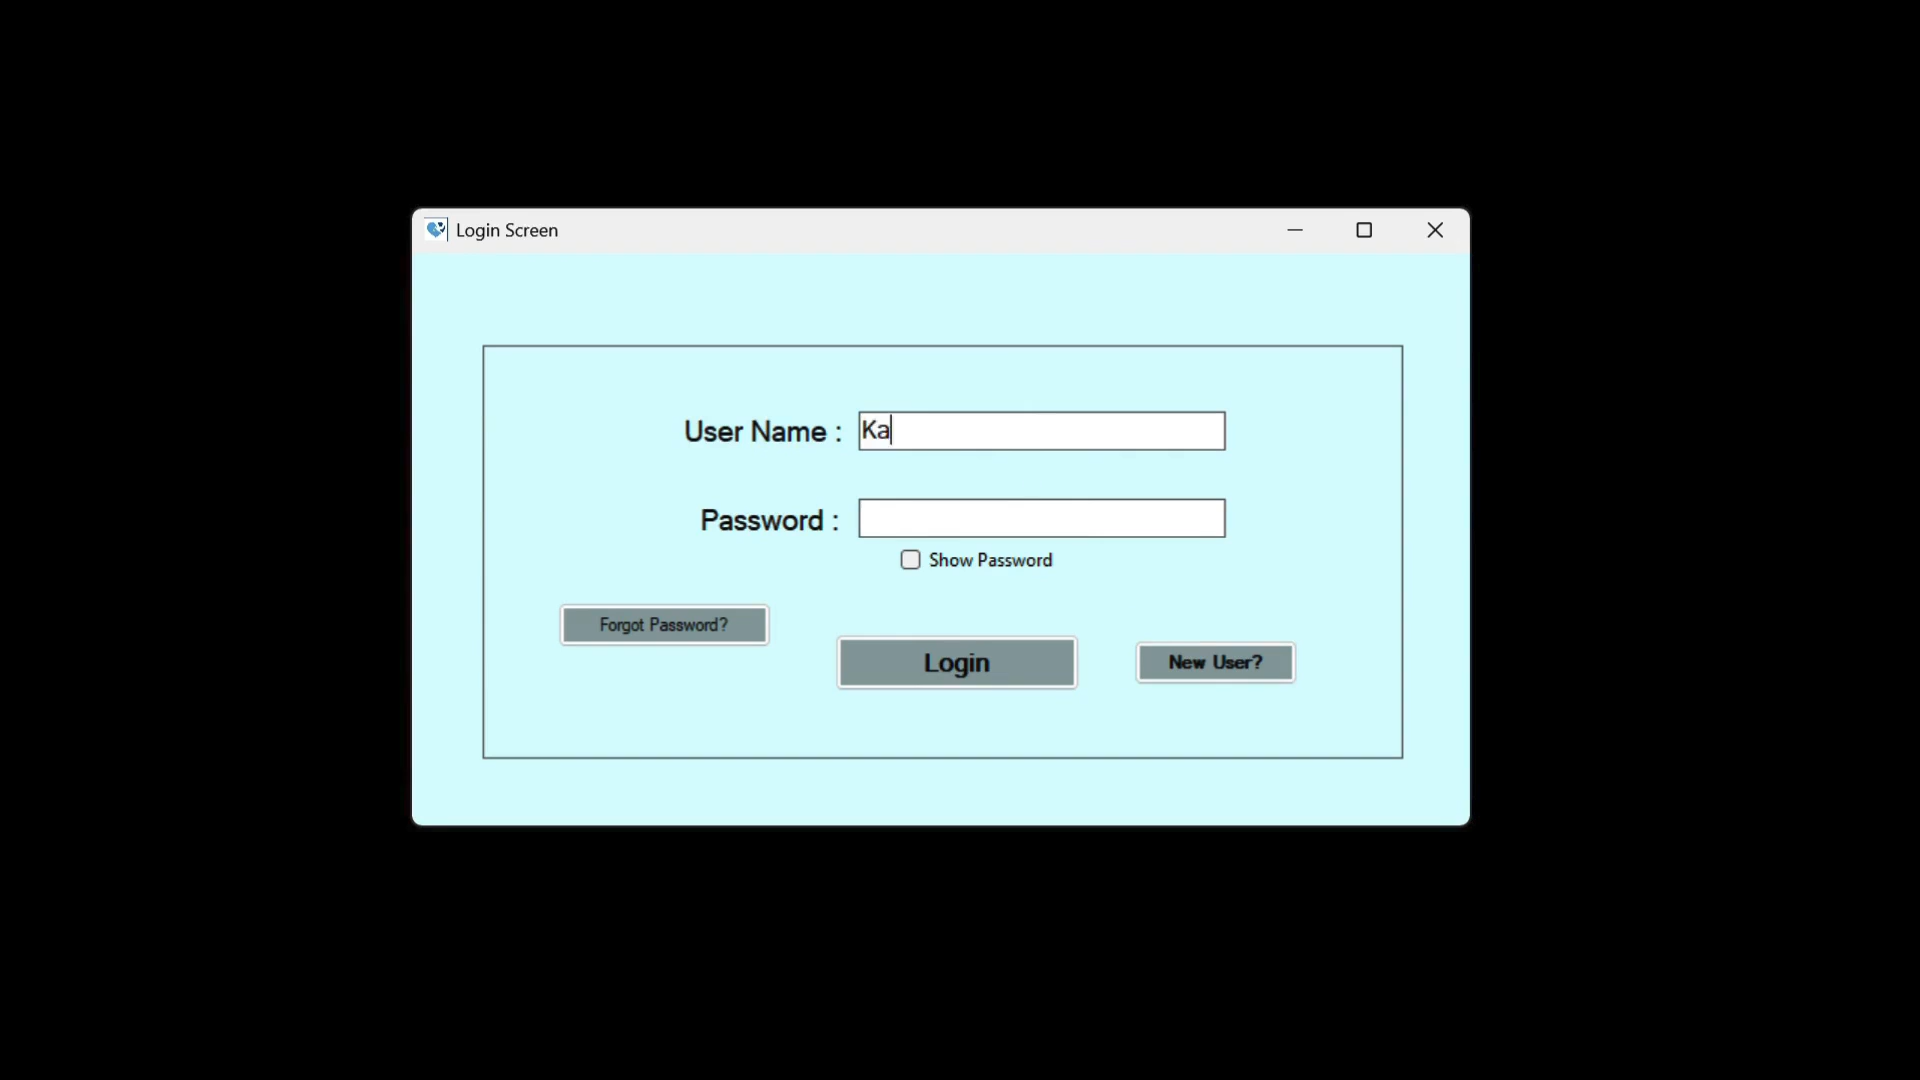 Login Screen
User Name : Ka
Password :
Show Password
Forgot Password?
Login
New User?